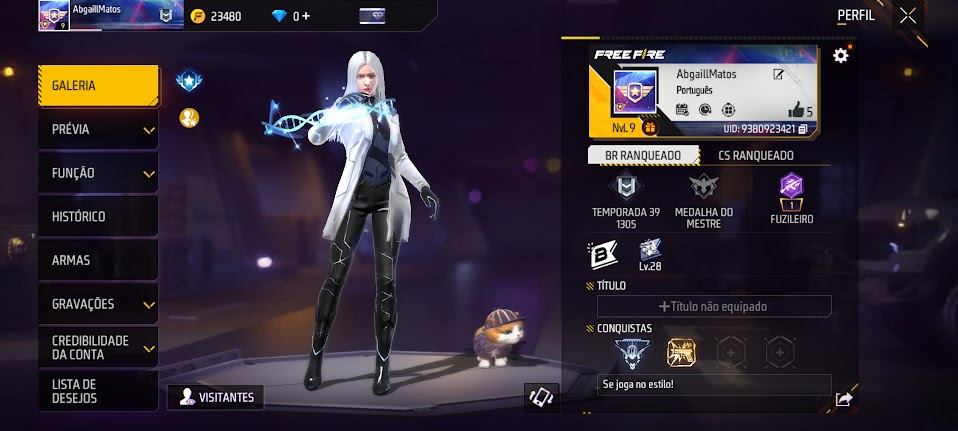 AbgaillMatos
9
23480
0 +
PERFIL
GALERIA
PRÉVIA
FUNÇÃO
HISTÓRICO
ARMAS
GRAVAÇÕES
CREDIBILIDADE
DA CONTA
LISTA DE
DESEJOS
VISITANTES
FREE FIRE
AbgaillMatos
Português
5
NvL 9
UID: 9380923421
BR RANQUEADO
CS RANQUEADO
TEMPORADA 39
1305
MEDALHA DO
MESTRE
1
FUZILEIRO
B
Lv.28
TÍTULO
+Título não equipado
CONQUISTAS
Se joga no estilo!